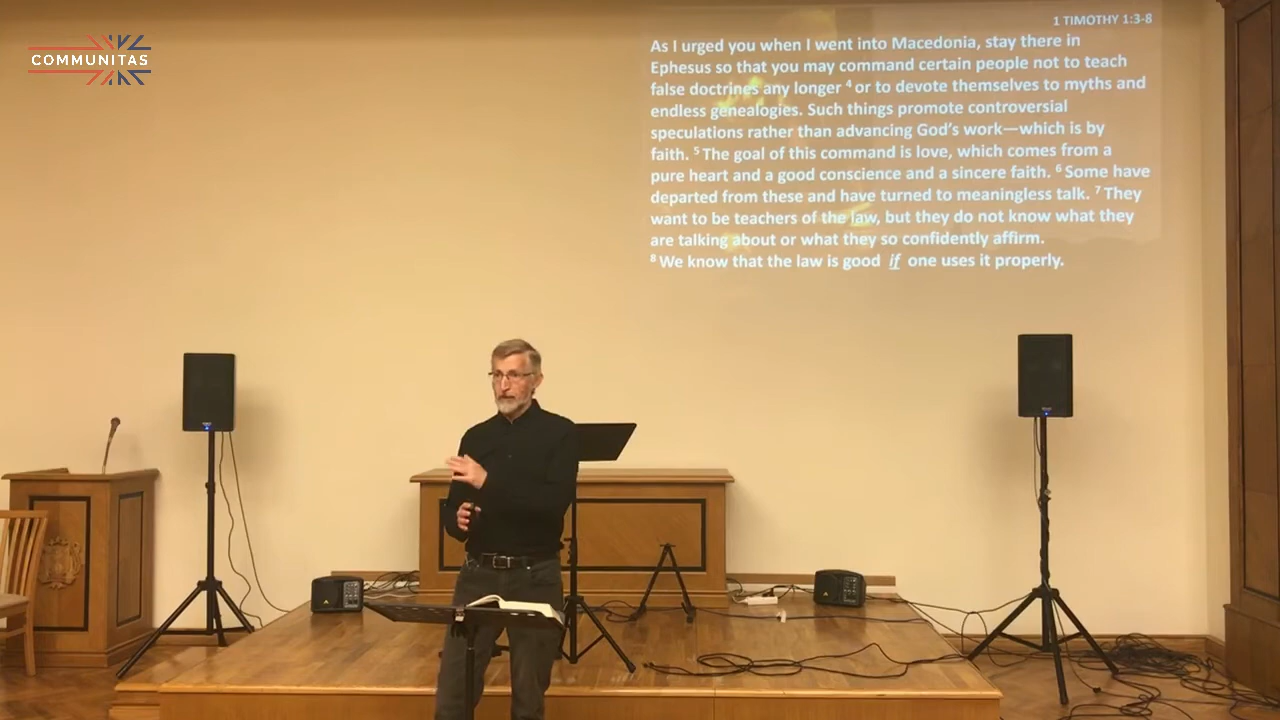 COMMUNITAS
1 TIMOTHY 1:3-8
As I urged you when I went into Macedonia, stay there in
Ephesus so that you may command certain people not to teach
false doctrines any longer ⁴ or to devote themselves to myths and
endless genealogies. Such things promote controversial
speculations rather than advancing God's work—which is by
faith. ⁵ The goal of this command is love, which comes from a
pure heart and a good conscience and a sincere faith. ⁶ Some have
departed from these and have turned to meaningless talk. ⁷ They
want to be teachers of the law, but they do not know what they
are talking about or what they so confidently affirm.
⁸ We know that the law is good if one uses it properly.